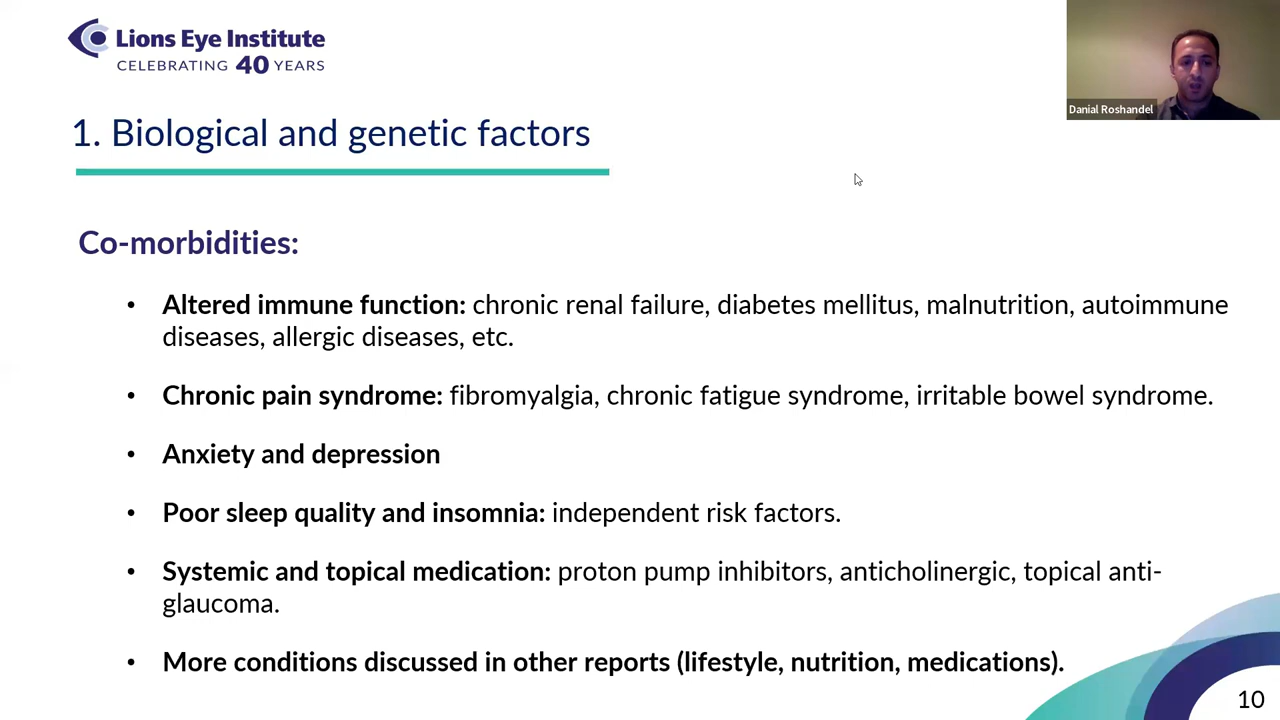 Lions Eye Institute
CELEBRATING 40 YEARS
Danial Roshandel
1. Biological and genetic factors
Co-morbidities:
• Altered immune function: chronic renal failure, diabetes mellitus, malnutrition, autoimmune
diseases, allergic diseases, etc.
• Chronic pain syndrome: fibromyalgia, chronic fatigue syndrome, irritable bowel syndrome.
• Anxiety and depression
• Poor sleep quality and insomnia: independent risk factors.
• Systemic and topical medication: proton pump inhibitors, anticholinergic, topical anti-
glaucoma.
• More conditions discussed in other reports (lifestyle, nutrition, medications).
10